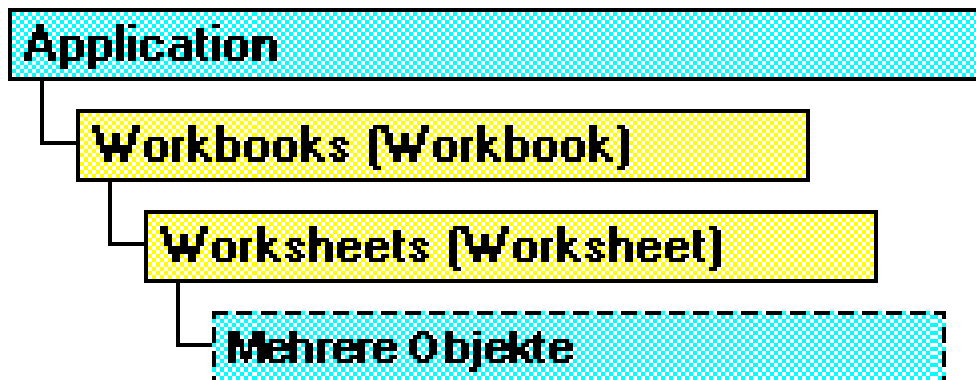 Application
Workbooks (Workbook)
Worksheets (Worksheet)
Mehrere Objekte